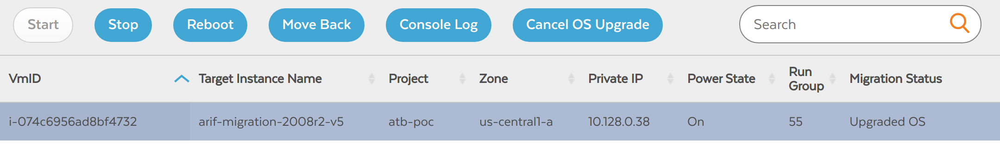 Start Stop Reboot Move Back Console Log Cancel OS Upgrade Search
VmID Target Instance Name Project Zone Private IP Power State Run Group Migration Status
i-074c6956ad8bf4732 arif-migration-2008r2-v5 atb-poc us-central1-a 10.128.0.38 On 55 Upgraded OS